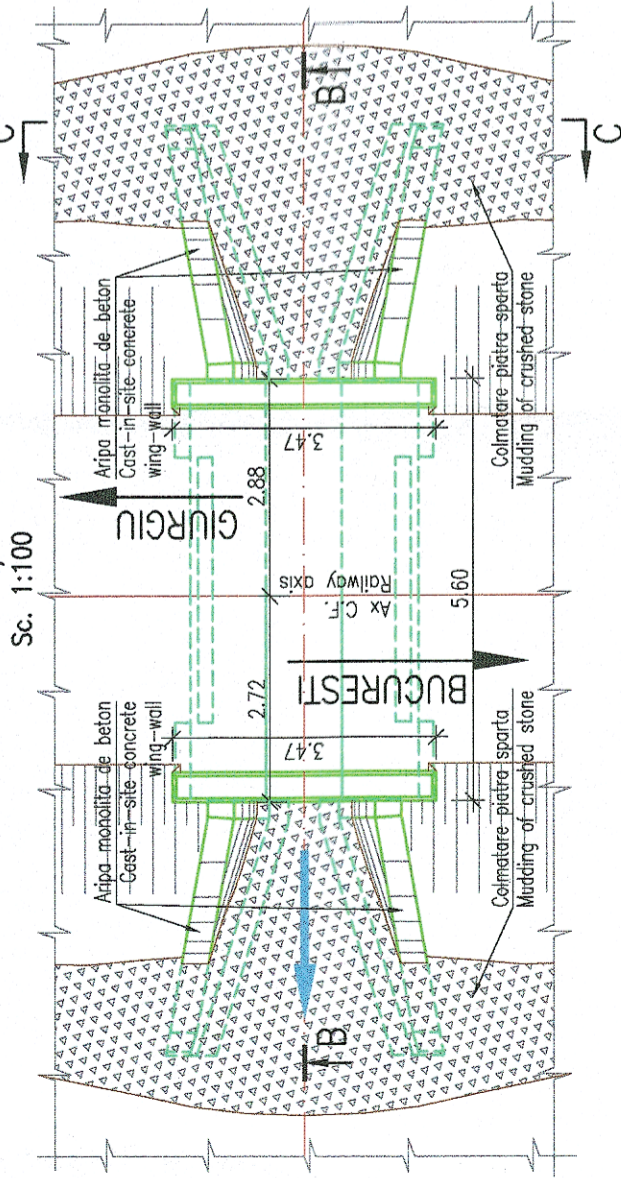 Sc. 1:100
Aripa monolita de beton
Cast-in-site-concrete
wing-wall
Aripa monolita de beton
Cast-in-site-concrete
wing-wall
GIURGIU
BUCURESTI
3.47
3.47
2.72
2.88
5.60
Ax C.F.
Railway axis
Colmatare piatra sparta
Mudding of crushed stone
Colmatare piatra sparta
Mudding of crushed stone
B
B
C
C